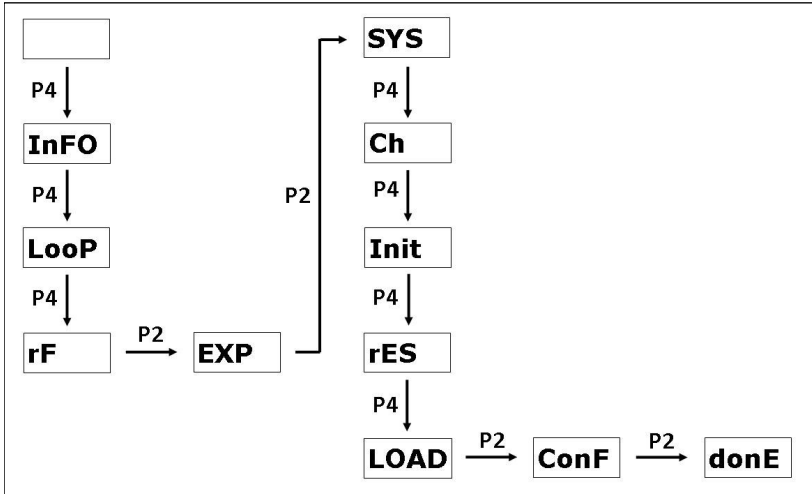 SYS
P4
P4
InFO
Ch
P4
P2
P4
LooP
Init
P4
P4
P2
rF
EXP
rES
P4
P2
P2
LOAD
ConF
donE